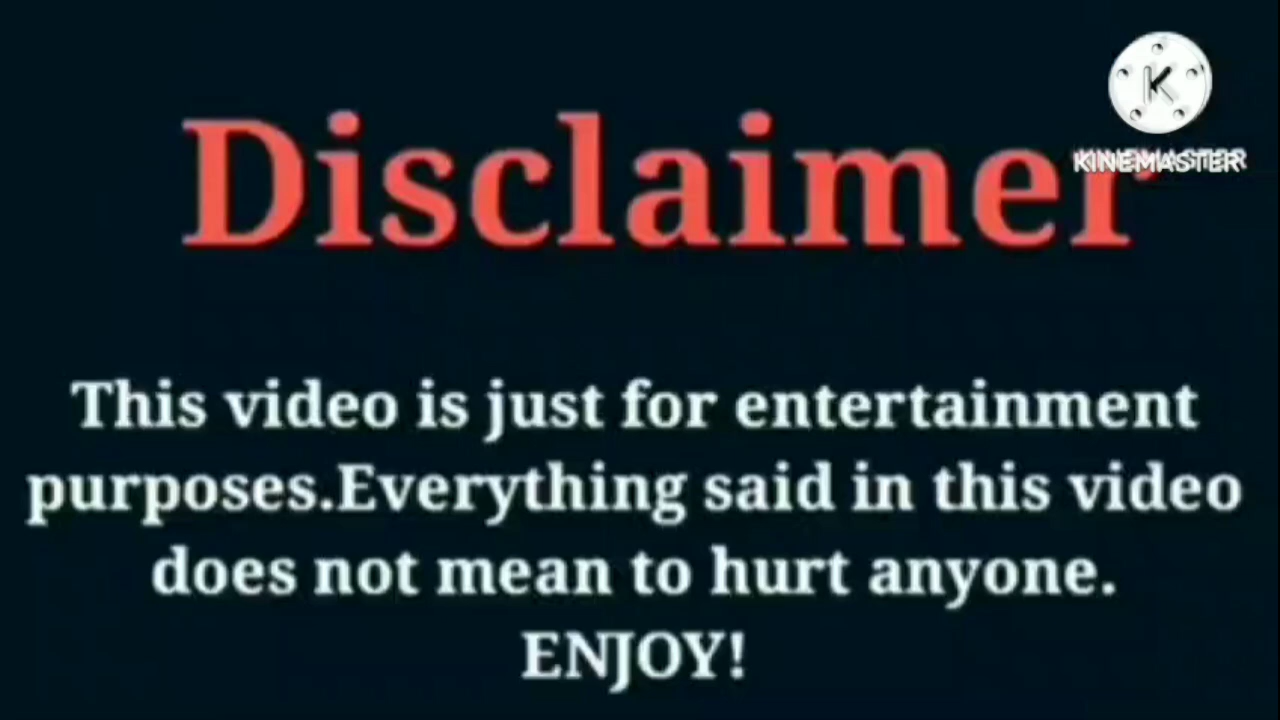 K
KINEMASTER
Disclaimer
This video is just for entertainment
purposes.Everything said in this video
does not mean to hurt anyone.
ENJOY!